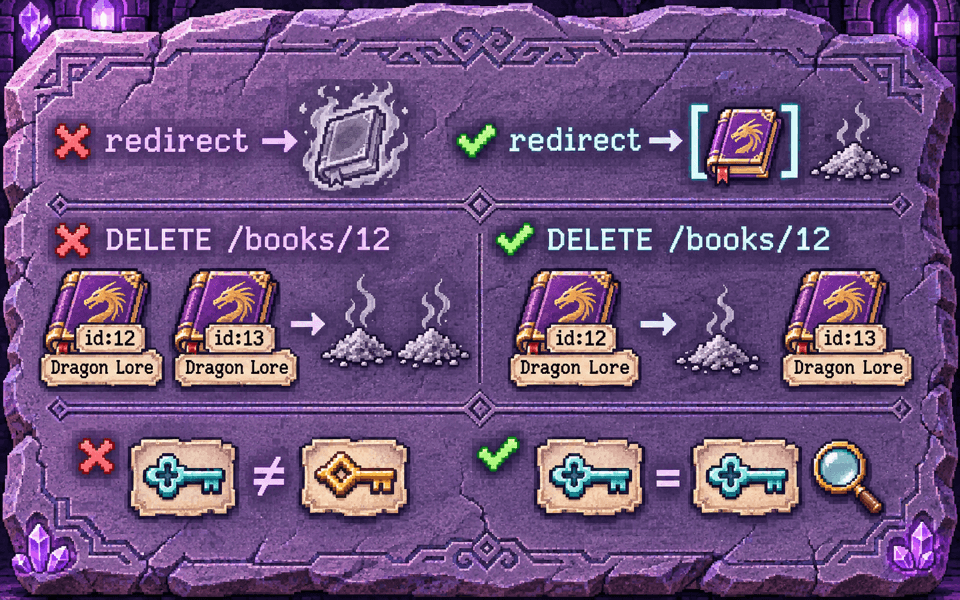 redirect →
redirect → [ ]
DELETE /books/12
DELETE /books/12
id:12
Dragon Lore
id:13
Dragon Lore
→
id:12
Dragon Lore
→
id:13
Dragon Lore
≠
=